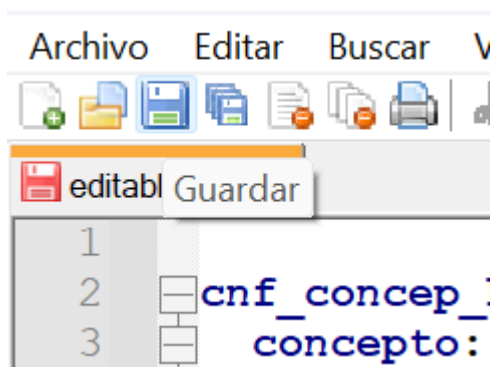 Archivo Editar Buscar
editabl Guardar
1
2 cnf_concep_
3 concepto: